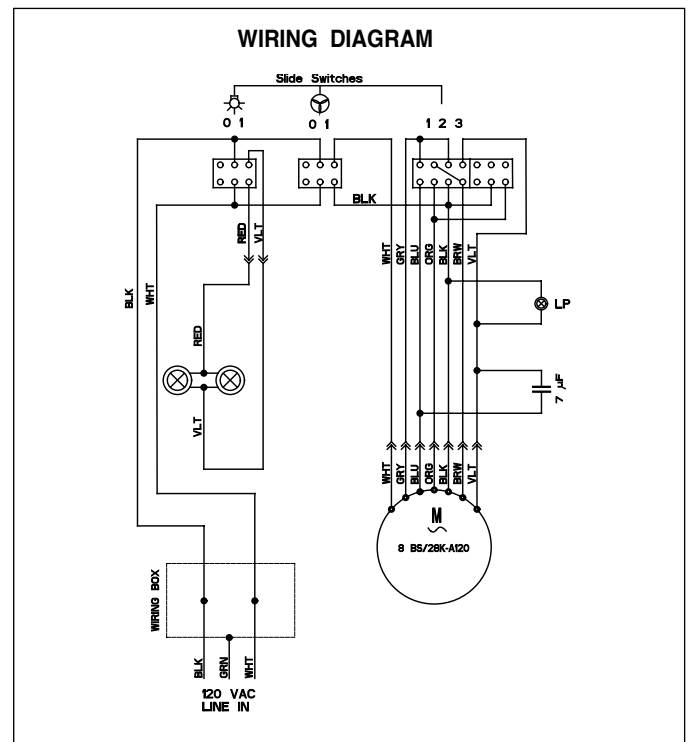 WIRING DIAGRAM
Slide Switches
0 1
0 1
1 2 3
BLK
RED
VLT
WHT
GRY
BLU
ORG
BLK
BRW
VLT
BLK
WHT
LP
RED
7 µF
VLT
WHT
GRY
BLU
ORG
BLK
BRW
VLT
M
8 BS/28K-A120
WIRING BOX
BLK
GRN
WHT
120 VAC
LINE IN